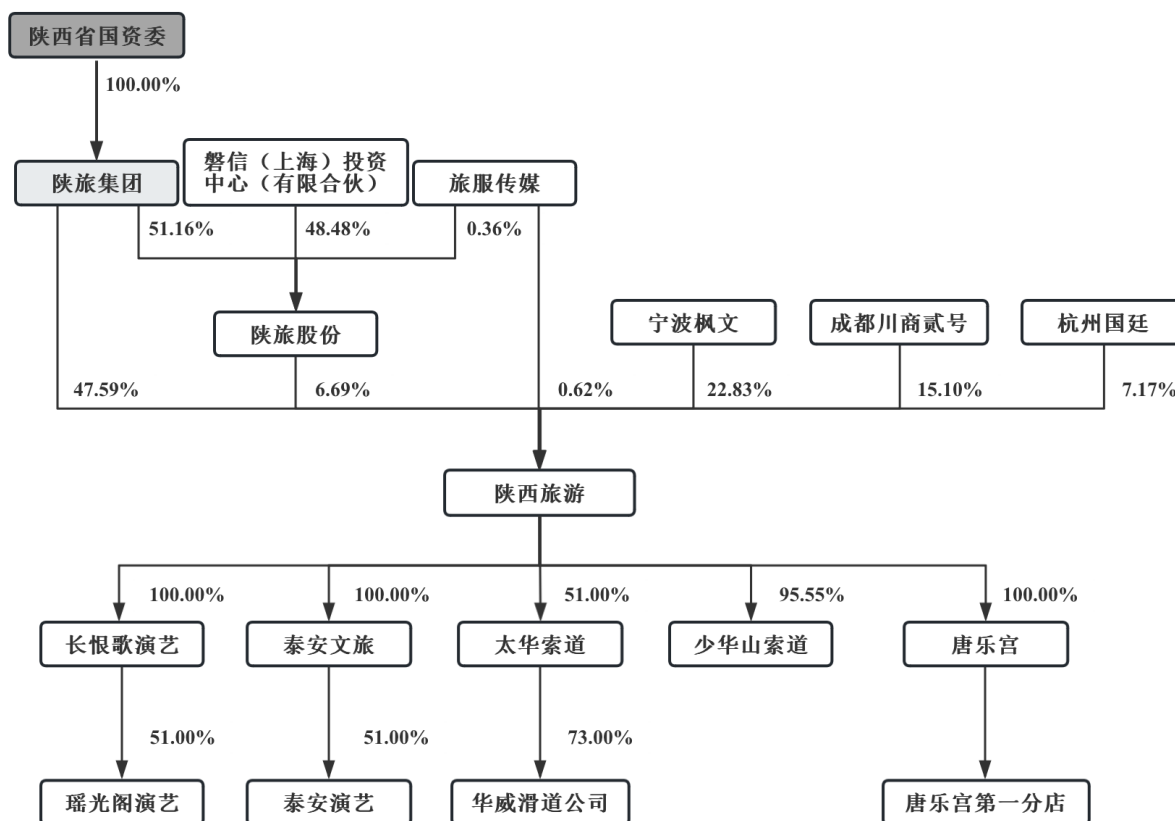 陕西省国资委
100.00%
陕旅集团
磐信（上海）投资
中心（有限合伙）
旅服传媒
51.16%
48.48%
0.36%
陕旅股份
宁波枫文
成都川商贰号
杭州国廷
47.59%
6.69%
0.62%
22.83%
15.10%
7.17%
陕西旅游
100.00%
100.00%
51.00%
95.55%
100.00%
长恨歌演艺
泰安文旅
太华索道
少华山索道
唐乐宫
51.00%
51.00%
73.00%
瑶光阁演艺
泰安演艺
华威滑道公司
唐乐宫第一分店